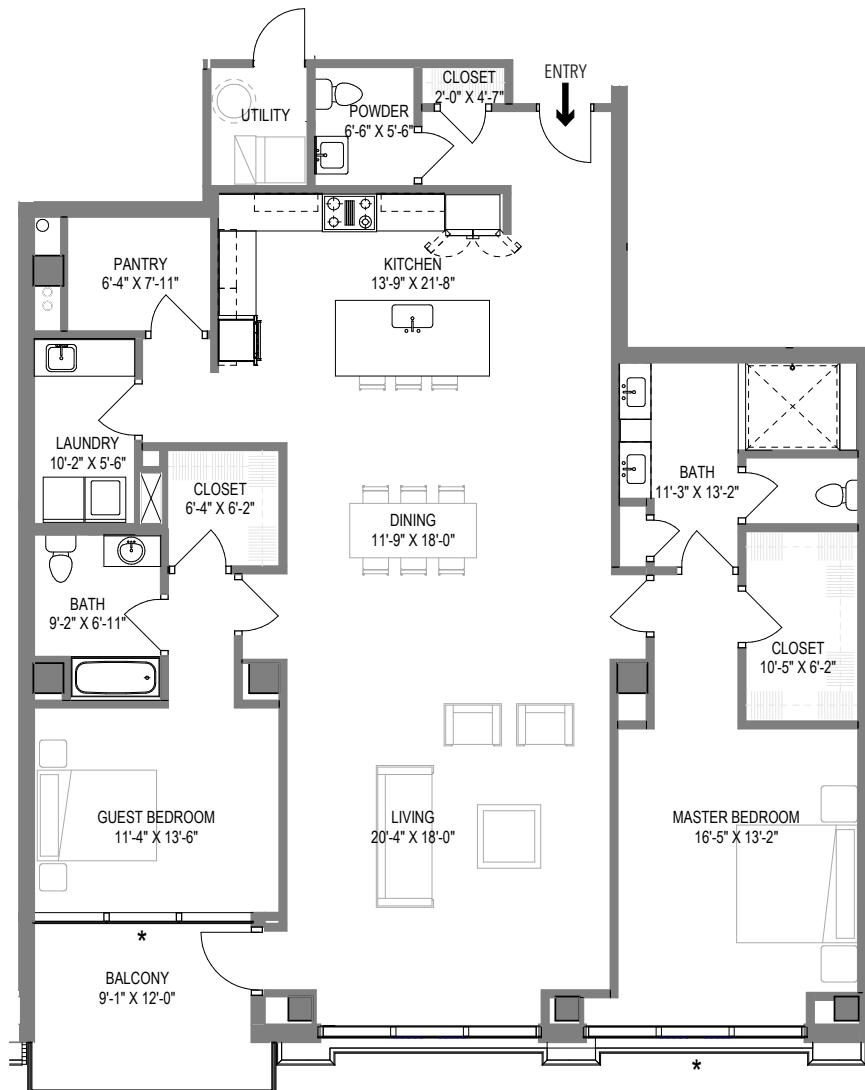 CLOSET
2'-0" X 4'-7"
ENTRY
UTILITY
POWDER
6'-6" X 5'-6"
PANTRY
6'-4" X 7'-11"
KITCHEN
13'-9" X 21'-8"
LAUNDRY
10'-2" X 5'-6"
CLOSET
6'-4" X 6'-2"
DINING
11'-9" X 18'-0"
BATH
11'-3" X 13'-2"
BATH
9'-2" X 6'-11"
CLOSET
10'-5" X 6'-2"
GUEST BEDROOM
11'-4" X 13'-6"
LIVING
20'-4" X 18'-0"
MASTER BEDROOM
16'-5" X 13'-2"
*
BALCONY
9'-1" X 12'-0"
*